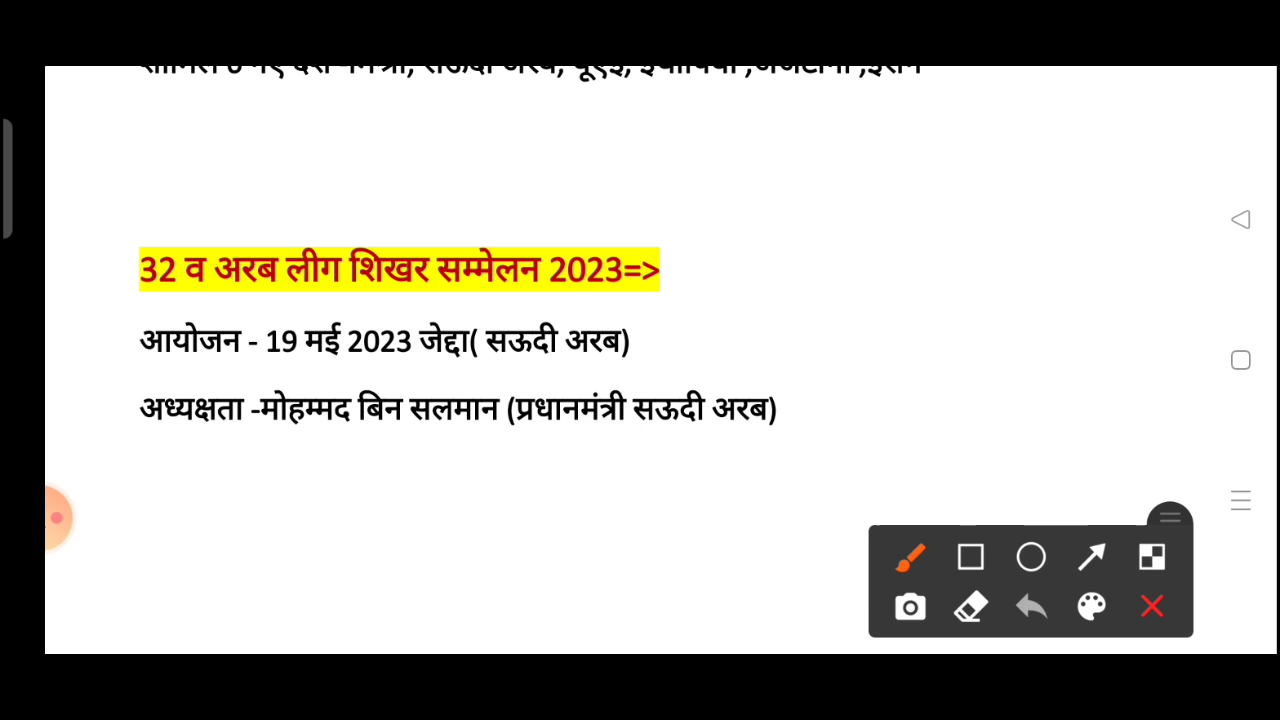 32 व अरब लीग शिखर सम्मेलन 2023=>
आयोजन - 19 मई 2023 जेद्दा( सऊदी अरब)
अध्यक्षता -मोहम्मद बिन सलमान (प्रधानमंत्री सऊदी अरब)